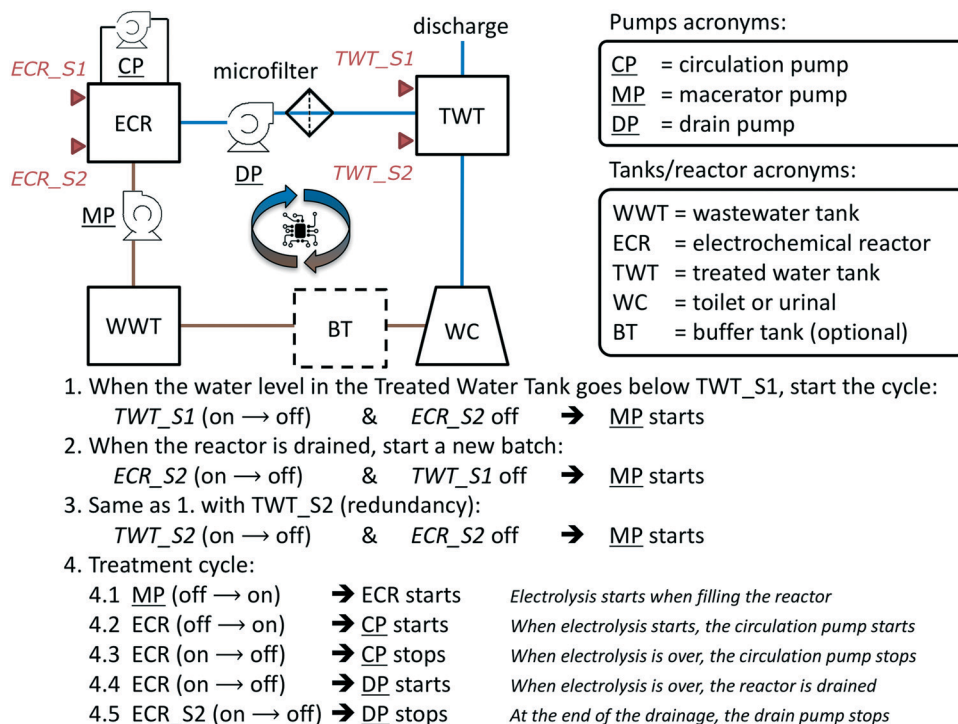 discharge
Pumps acronyms:
CP = circulation pump
MP = macerator pump
DP = drain pump
ECR_S1
CP
microfilter
TWT_S1
ECR
TWT
ECR_S2
DP
TWT_S2
MP
Tanks/reactor acronyms:
WWT = wastewater tank
ECR = electrochemical reactor
TWT = treated water tank
WC = toilet or urinal
BT = buffer tank (optional)
WWT
BT
WC
1. When the water level in the Treated Water Tank goes below TWT_S1, start the cycle:
TWT_S1 (on → off) & ECR_S2 off ➔ MP starts
2. When the reactor is drained, start a new batch:
ECR_S2 (on → off) & TWT_S1 off ➔ MP starts
3. Same as 1. with TWT_S2 (redundancy):
TWT_S2 (on → off) & ECR_S2 off ➔ MP starts
4. Treatment cycle:
4.1 MP (off → on) ➔ ECR starts Electrolysis starts when filling the reactor
4.2 ECR (off → on) ➔ CP starts When electrolysis starts, the circulation pump starts
4.3 ECR (on → off) ➔ CP stops When electrolysis is over, the circulation pump stops
4.4 ECR (on → off) ➔ DP starts When electrolysis is over, the reactor is drained
4.5 ECR_S2 (on → off) ➔ DP stops At the end of the drainage, the drain pump stops